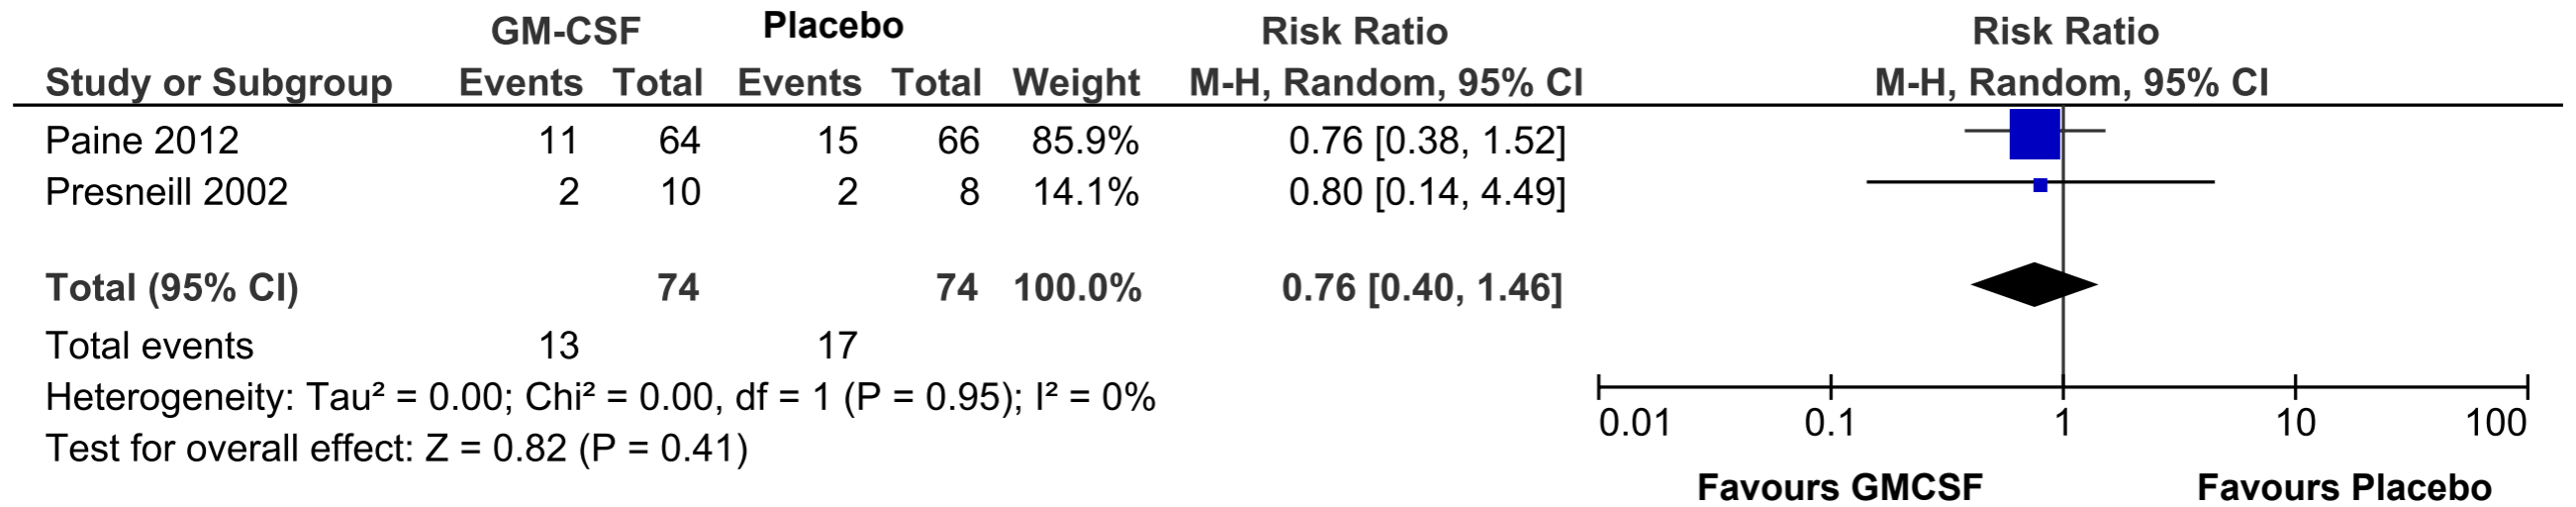 GM-CSF Placebo Risk Ratio Risk Ratio
Study or Subgroup Events Total Events Total Weight M-H, Random, 95% CI M-H, Random, 95% CI
Paine 2012 11 64 15 66 85.9% 0.76 [0.38, 1.52]
Presneill 2002 2 10 2 8 14.1% 0.80 [0.14, 4.49]
Total (95% CI) 74 74 100.0% 0.76 [0.40, 1.46]
Total events 13 17
Heterogeneity: Tau² = 0.00; Chi² = 0.00, df = 1 (P = 0.95); I² = 0%
Test for overall effect: Z = 0.82 (P = 0.41)
0.01 0.1 1 10 100
Favours GMCSF Favours Placebo